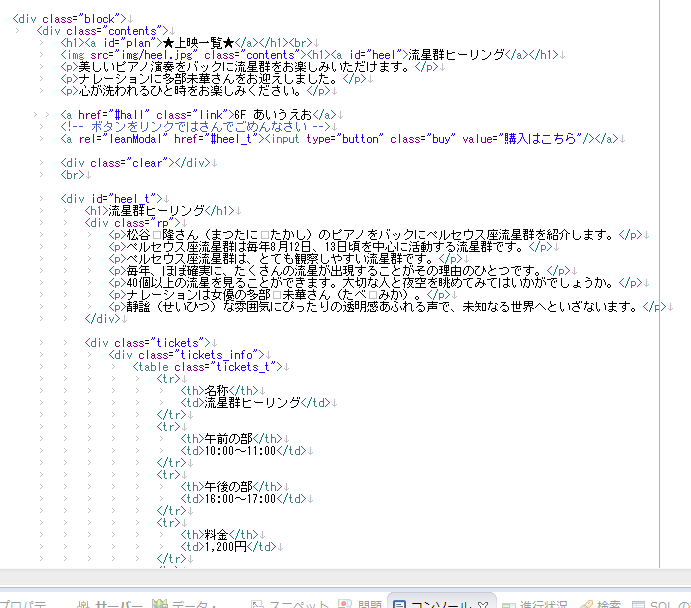 <div class="block">
<div class="contents">
<h1><a id="plan">★上映一覧★</a></h1><br>
<img src="img/heel.jpg" class="contents"><h1><a id="heel">流星群ヒーリング</a></h1>
<p>美しいピアノ演奏をバックに流星群をお楽しみいただけます。</p>
<p>ナレーションに多部未華さんをお迎えしました。</p>
<p>心が洗われるひと時をお楽しみください。</p>
<a href="#hall" class="link">6F あいうえお</a>
<!-- ボタンをリンクではさんでごめんなさい -->
<a rel="leanModal" href="#heel_t"><input type="button" class="buy" value="購入はこちら"/></a>
<div class="clear"></div>
<br>
<div id="heel_t">
<h1>流星群ヒーリング</h1>
<div class="rp">
<p>松谷□隆さん（まつたに□たかし）のピアノをバックにペルセウス座流星群を紹介します。</p>
<p>ペルセウス座流星群は毎年8月12日、13日頃を中心に活動する流星群です。</p>
<p>ペルセウス座流星群は、とても観察しやすい流星群です。</p>
<p>毎年、ほぼ確実に、たくさんの流星が出現することがその理由のひとつです。</p>
<p>40個以上の流星を見ることができます。大切な人と夜空を眺めてみてはいかがでしょうか。</p>
<p>ナレーションは女優の多部□未華さん（たべ□みか）。</p>
<p>静謐（せいひつ）な雰囲気にぴったりの透明感あふれる声で、未知なる世界へといざないます。</p>
</div>
<div class="tickets">
<div class="tickets_info">
<table class="tickets_t">
<tr>
<th>名称</th>
<td>流星群ヒーリング</td>
</tr>
<tr>
<th>午前の部</th>
<td>10:00～11:00</td>
</tr>
<tr>
<th>午後の部</th>
<td>16:00～17:00</td>
</tr>
<tr>
<th>料金</th>
<td>1,200円</td>
</tr>
プロパテ サーバー データ・ スニペット 問題 コンソール 進行状況 検索 SQL の